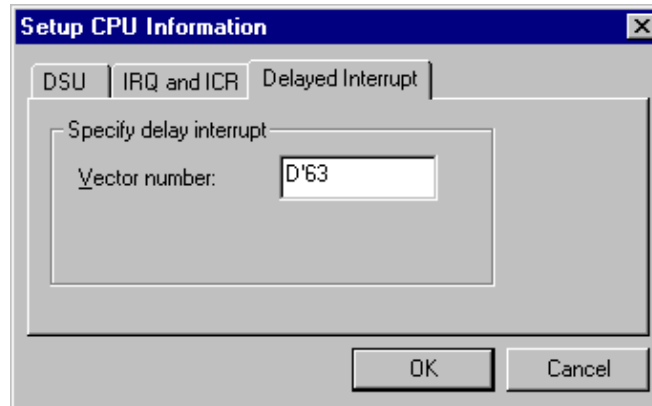 Setup CPU Information
DSU IRQ and ICR Delayed Interrupt
Specify delay interrupt
Vector number: D'63
OK Cancel